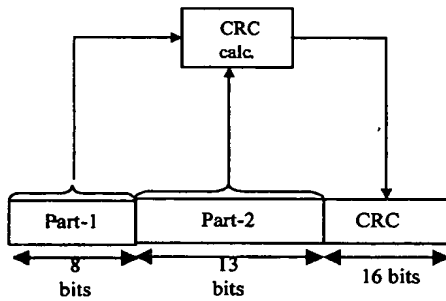 CRC
calc.
Part-1
Part-2
CRC
8
bits
13
bits
16 bits